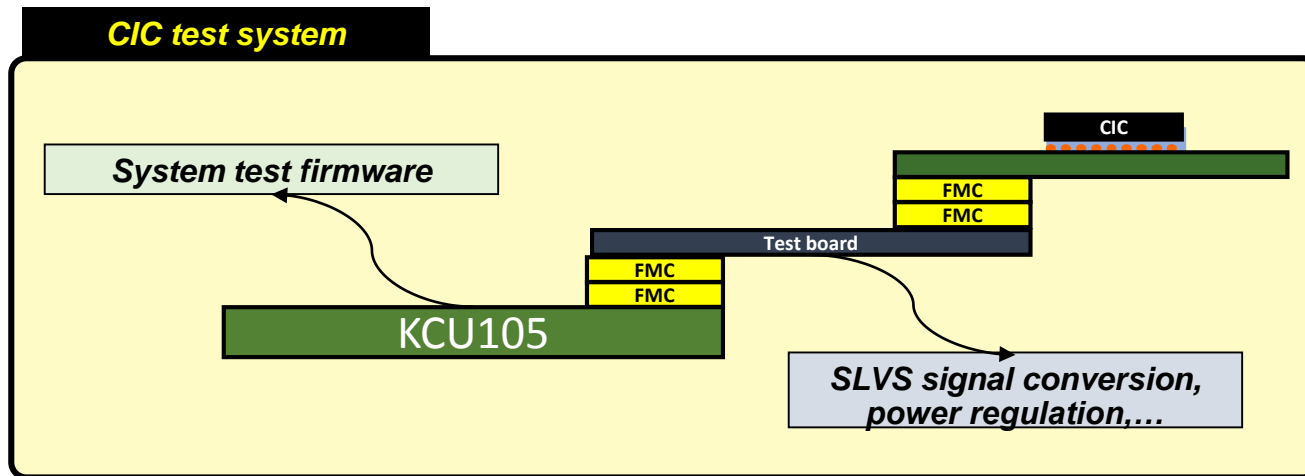 CIC test system
CIC
System test firmware
FMC
FMC
Test board
FMC
FMC
KCU105
SLVS signal conversion,
power regulation,…